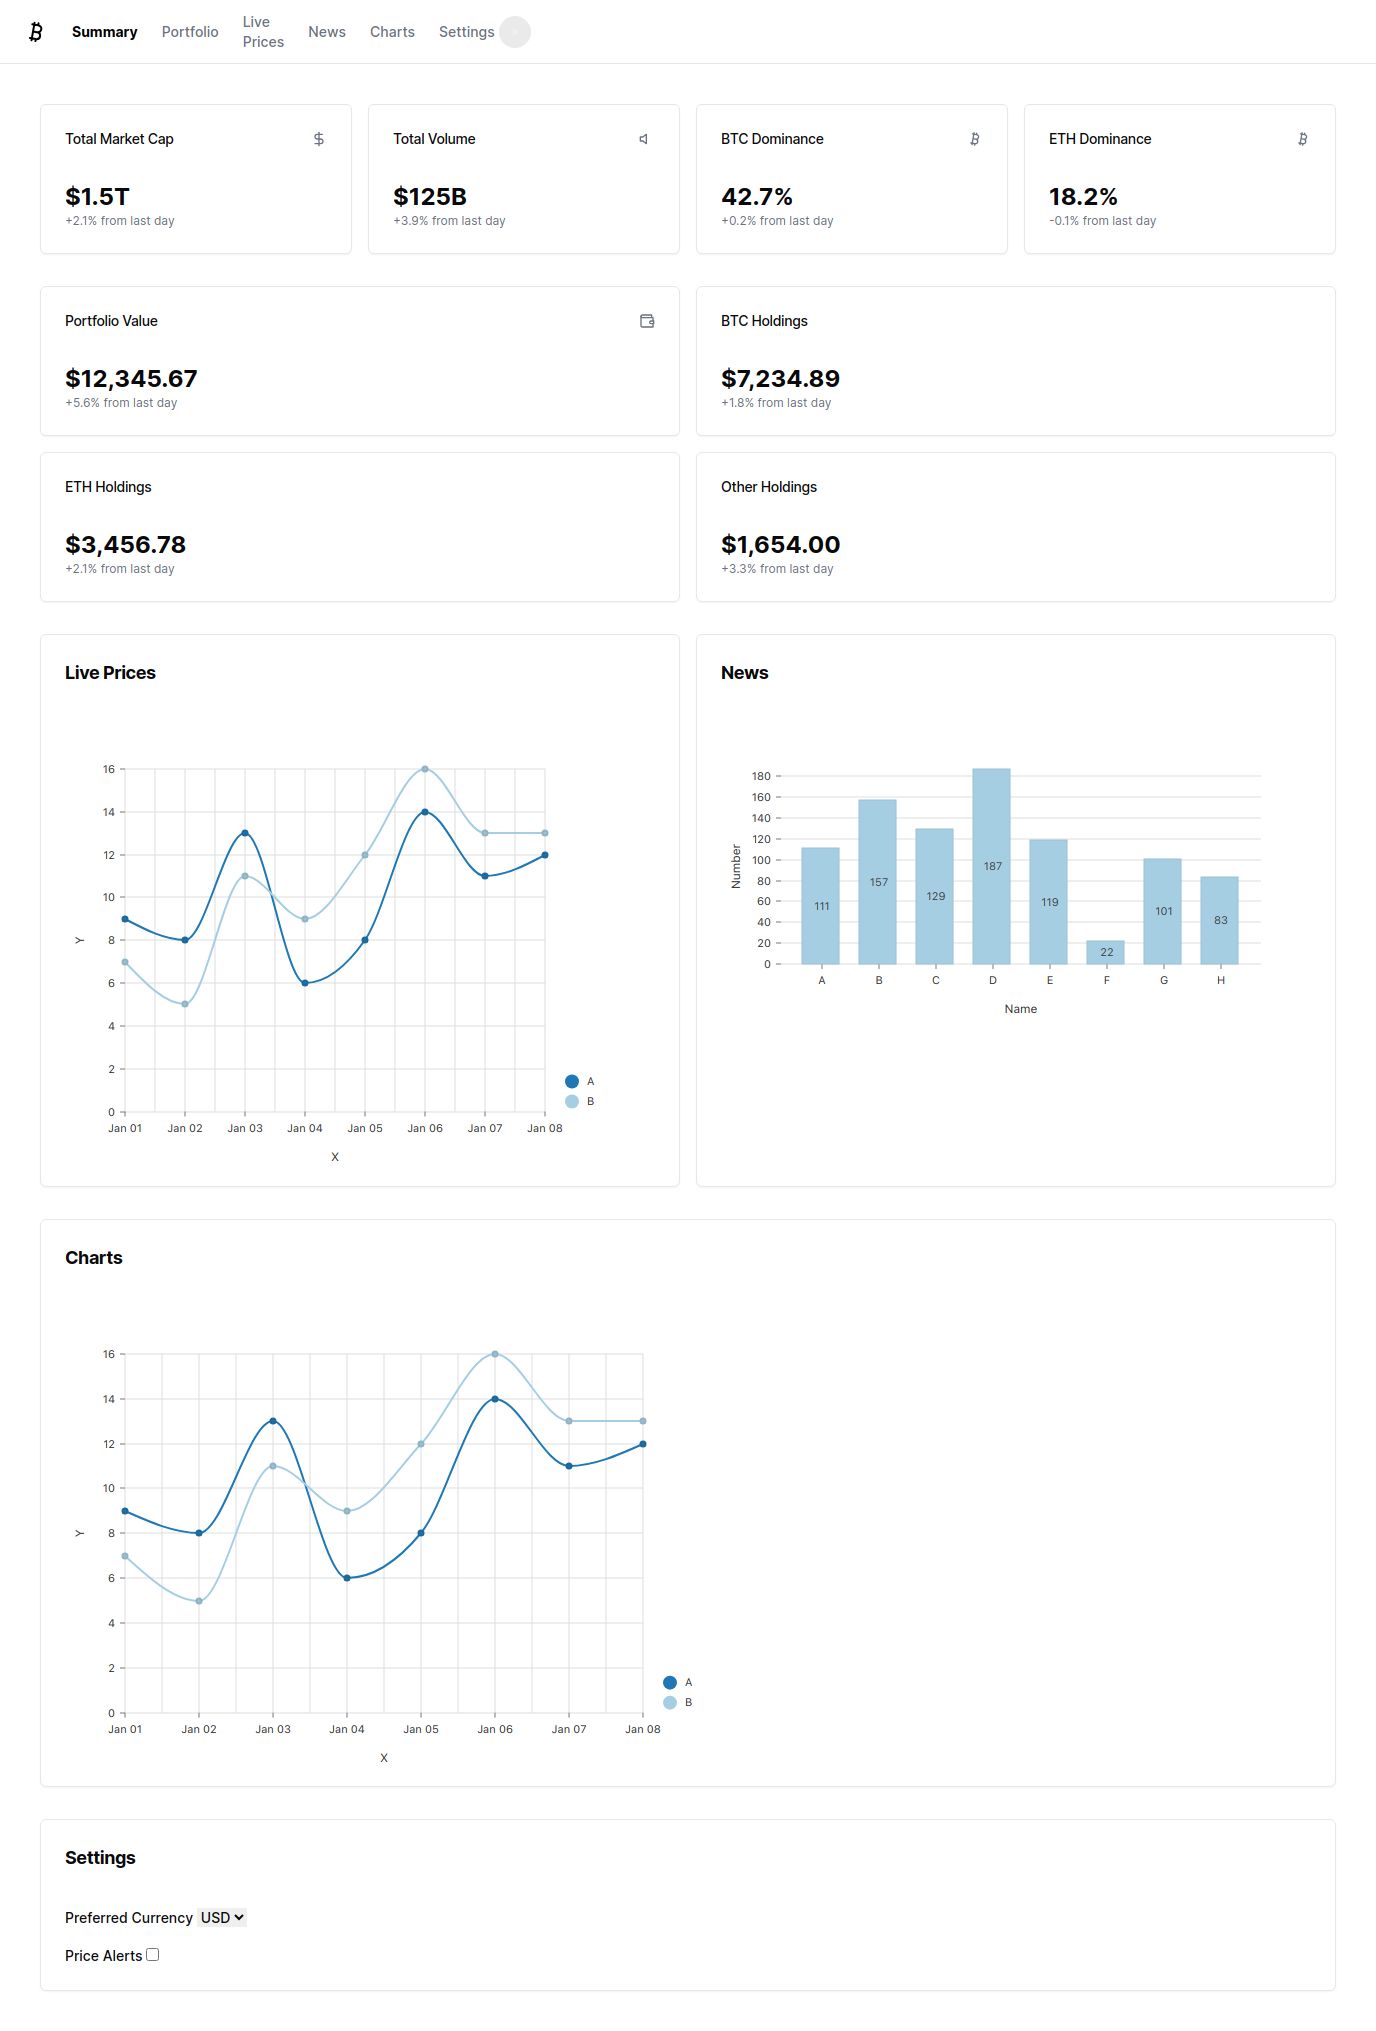 Summary Portfolio Live Prices News Charts Settings
Total Market Cap
$1.5T
+2.1% from last day
Total Volume
$125B
+3.9% from last day
BTC Dominance
42.7%
+0.2% from last day
ETH Dominance
18.2%
-0.1% from last day
Portfolio Value
$12,345.67
+5.6% from last day
BTC Holdings
$7,234.89
+1.8% from last day
ETH Holdings
$3,456.78
+2.1% from last day
Other Holdings
$1,654.00
+3.3% from last day
Live Prices
16
14
12
10
8
6
4
2
0
Y
Jan 01 Jan 02 Jan 03 Jan 04 Jan 05 Jan 06 Jan 07 Jan 08
X
A
B
News
180
160
140
120
100
80
60
40
20
0
Number
111 157 129 187 119 22 101 83
A B C D E F G H
Name
Charts
16
14
12
10
8
6
4
2
0
Y
Jan 01 Jan 02 Jan 03 Jan 04 Jan 05 Jan 06 Jan 07 Jan 08
X
A
B
Settings
Preferred Currency USD
Price Alerts